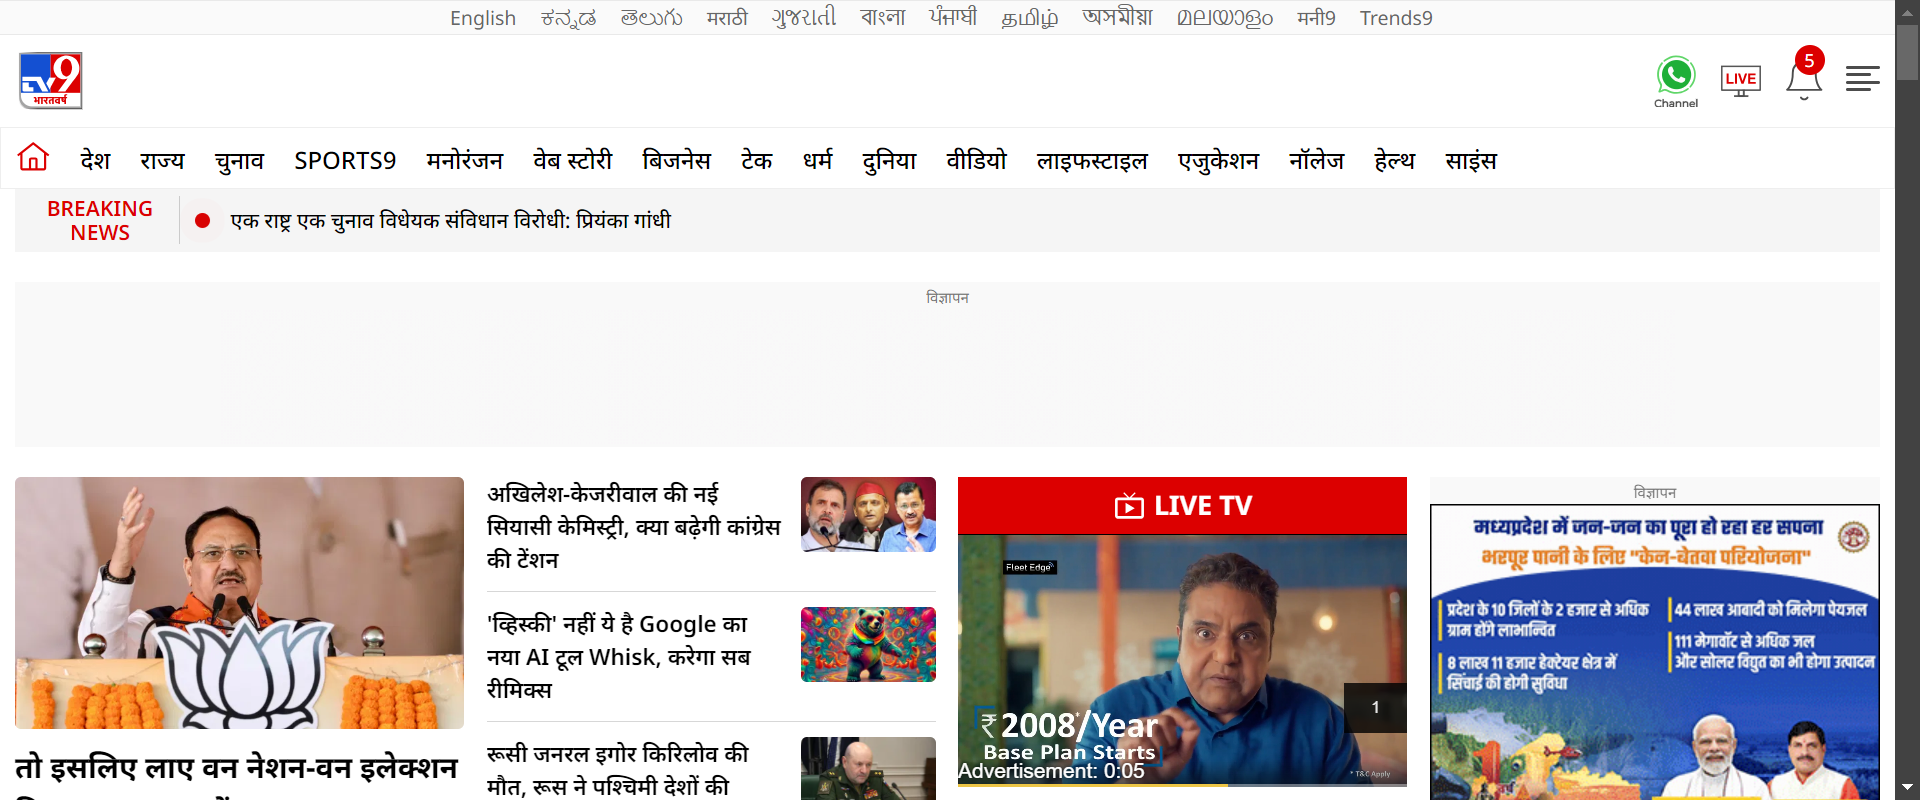 English ಕನ್ನಡ తెలుగు मराठी ગુજરાતી বাংলা ਪੰਜਾਬੀ தமிழ் অসমীয়া മലയാളം मनी9 Trends9
TV9
भारतवर्ष
Channel
LIVE
5
देश राज्य चुनाव SPORTS9 मनोरंजन वेब स्टोरी बिजनेस टेक धर्म दुनिया वीडियो लाइफस्टाइल एजुकेशन नॉलेज हेल्थ साइंस
BREAKING
NEWS
एक राष्ट्र एक चुनाव विधेयक संविधान विरोधी: प्रियंका गांधी
विज्ञापन
तो इसलिए लाए वन नेशन-वन इलेक्शन
अखिलेश-केजरीवाल की नई
सियासी केमिस्ट्री, क्या बढ़ेगी कांग्रेस
की टेंशन
'व्हिस्की' नहीं ये है Google का
नया AI टूल Whisk, करेगा सब
रीमिक्स
रूसी जनरल इगोर किरिलोव की
मौत, रूस ने पश्चिमी देशों की
LIVE TV
Fleet Edge
1
₹2008*/Year
Base Plan Starts
Advertisement: 0:05
* T&C Apply
विज्ञापन
मध्यप्रदेश में जन-जन का पूरा हो रहा हर सपना
भरपूर पानी के लिए "केन-बेतवा परियोजना"
प्रदेश के 10 जिलों के 2 हजार से अधिक
ग्राम होंगे लाभान्वित
8 लाख 11 हजार हेक्टेयर क्षेत्र में
सिंचाई की होगी सुविधा
44 लाख आबादी को मिलेगा पेयजल
111 मेगावॉट से अधिक जल
और सोलर विद्युत का भी होगा उत्पादन